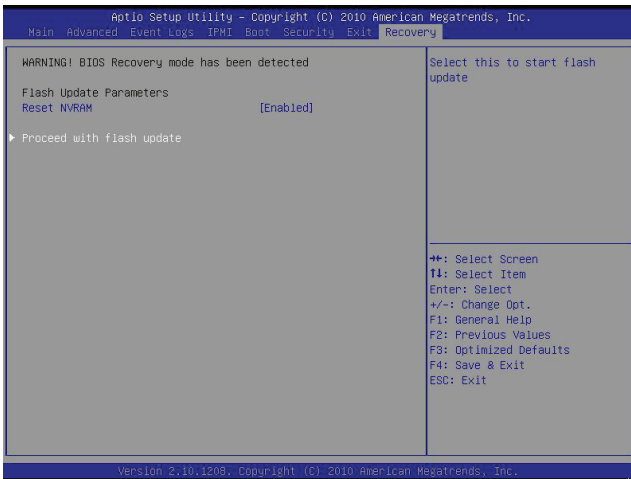 Aptio Setup Utility - Copyright (C) 2010 American Megatrends, Inc.
Main Advanced Event Logs IPMI Boot Security Exit Recovery
WARNING! BIOS Recovery mode has been detected
Flash Update Parameters
Reset NVRAM [Enabled]
▶ Proceed with flash update
Select this to start flash
update
→←: Select Screen
↑↓: Select Item
Enter: Select
+/-: Change Opt.
F1: General Help
F2: Previous Values
F3: Optimized Defaults
F4: Save & Exit
ESC: Exit
Version 2.10.1208. Copyright (C) 2010 American Megatrends, Inc.